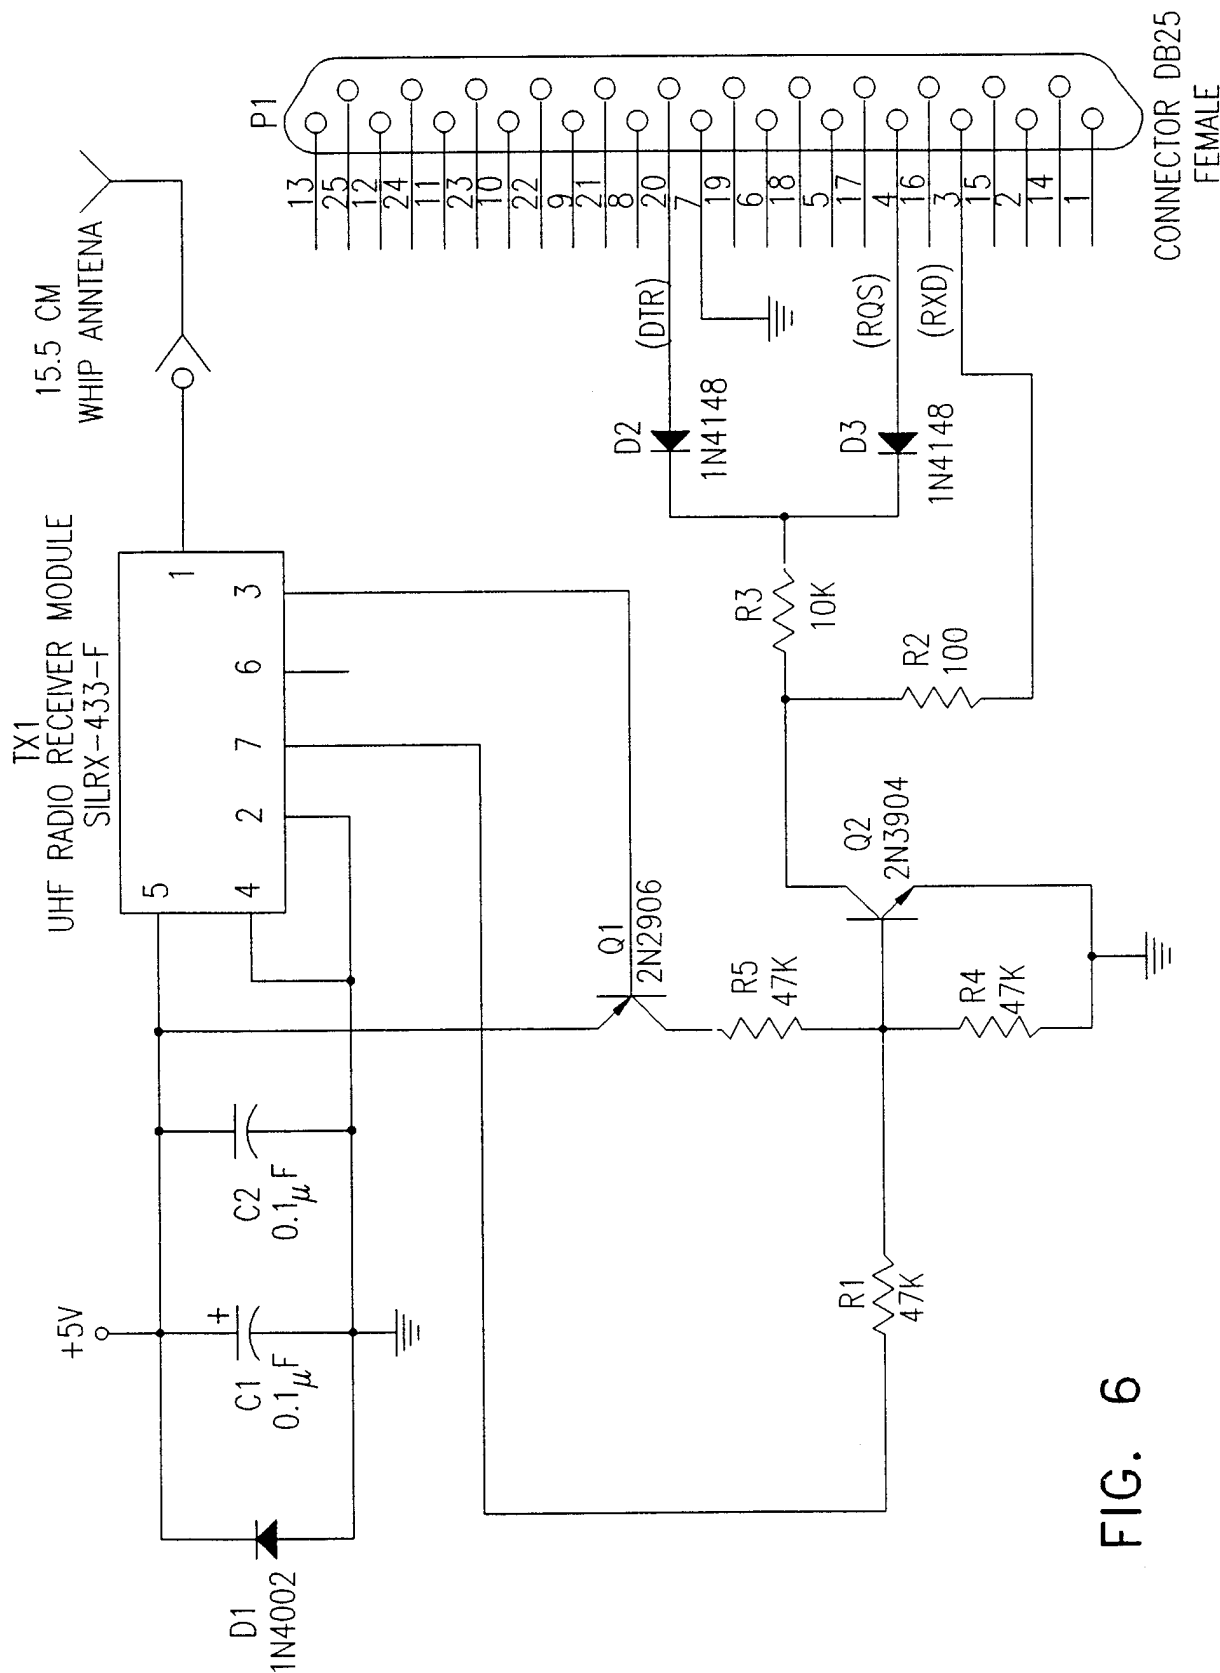 TX1
UHF RADIO RECEIVER MODULE
SILRX-433-F
15.5 CM
WHIP ANNTENA
+5V
5
4
2
7
6
3
1
D1
1N4002
C1
0.1μF
+
C2
0.1μF
Q1
2N2906
R5
47K
R1
47K
R4
47K
Q2
2N3904
R3
10K
R2
100
D2
1N4148
D3
1N4148
(DTR)
(RQS)
(RXD)
P1
13
25
12
24
11
23
10
22
9
21
8
20
7
19
6
18
5
17
4
16
3
15
2
14
1
CONNECTOR DB25
FEMALE
FIG. 6